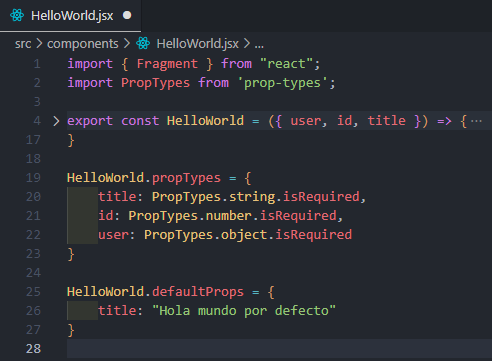 HelloWorld.jsx
src > components > HelloWorld.jsx > ...
1 import { Fragment } from "react";
2 import PropTypes from 'prop-types';
3
4 export const HelloWorld = ({ user, id, title }) => {...
17 }
18
19 HelloWorld.propTypes = {
20 title: PropTypes.string.isRequired,
21 id: PropTypes.number.isRequired,
22 user: PropTypes.object.isRequired
23 }
24
25 HelloWorld.defaultProps = {
26 title: "Hola mundo por defecto"
27 }
28